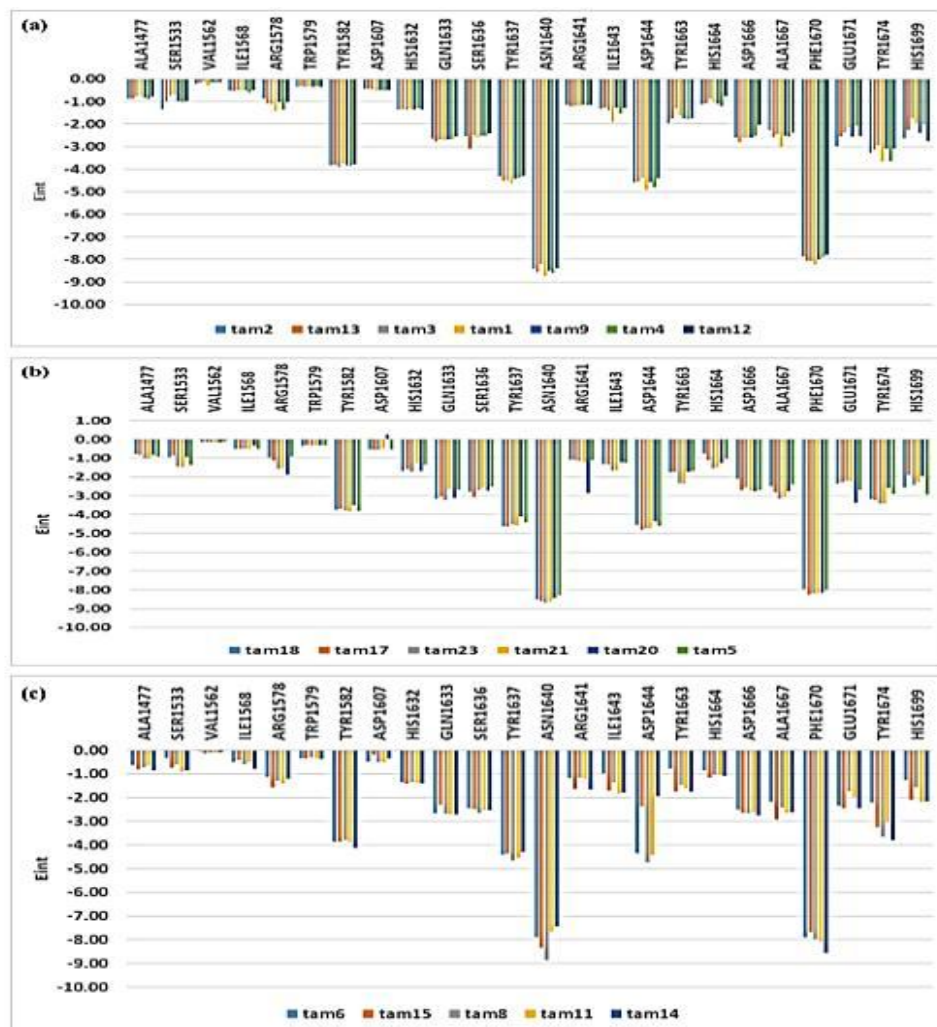 (a)
ALA1477 SER1533 VAL1562 ILE1568 ARG1578 TRP1579 TYR1582 ASP1607 HIS1632 GLN1633 SER1636 TYR1637 ASN1640 ARG1641 ILE1643 ASP1644 TYR1663 HIS1664 ASP1666 ALA1667 PHE1670 GLU1671 TYR1674 HIS1699
0.00
-1.00
-2.00
-3.00
-4.00
-5.00
-6.00
-7.00
-8.00
-9.00
-10.00
Eint
tam2 tam13 tam3 tam1 tam9 tam4 tam12
(b)
ALA1477 SER1533 VAL1562 ILE1568 ARG1578 TRP1579 TYR1582 ASP1607 HIS1632 GLN1633 SER1636 TYR1637 ASN1640 ARG1641 ILE1643 ASP1644 TYR1663 HIS1664 ASP1666 ALA1667 PHE1670 GLU1671 TYR1674 HIS1699
1.00
0.00
-1.00
-2.00
-3.00
-4.00
-5.00
-6.00
-7.00
-8.00
-9.00
-10.00
Eint
tam18 tam17 tam23 tam21 tam20 tam5
(c)
ALA1477 SER1533 VAL1562 ILE1568 ARG1578 TRP1579 TYR1582 ASP1607 HIS1632 GLN1633 SER1636 TYR1637 ASN1640 ARG1641 ILE1643 ASP1644 TYR1663 HIS1664 ASP1666 ALA1667 PHE1670 GLU1671 TYR1674 HIS1699
0.00
-1.00
-2.00
-3.00
-4.00
-5.00
-6.00
-7.00
-8.00
-9.00
-10.00
Eint
tam6 tam15 tam8 tam11 tam14